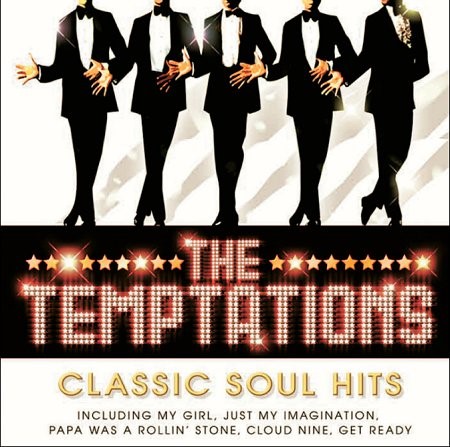 THE
TEMPTATIONS
CLASSIC SOUL HITS
INCLUDING MY GIRL, JUST MY IMAGINATION,
PAPA WAS A ROLLIN' STONE, CLOUD NINE, GET READY